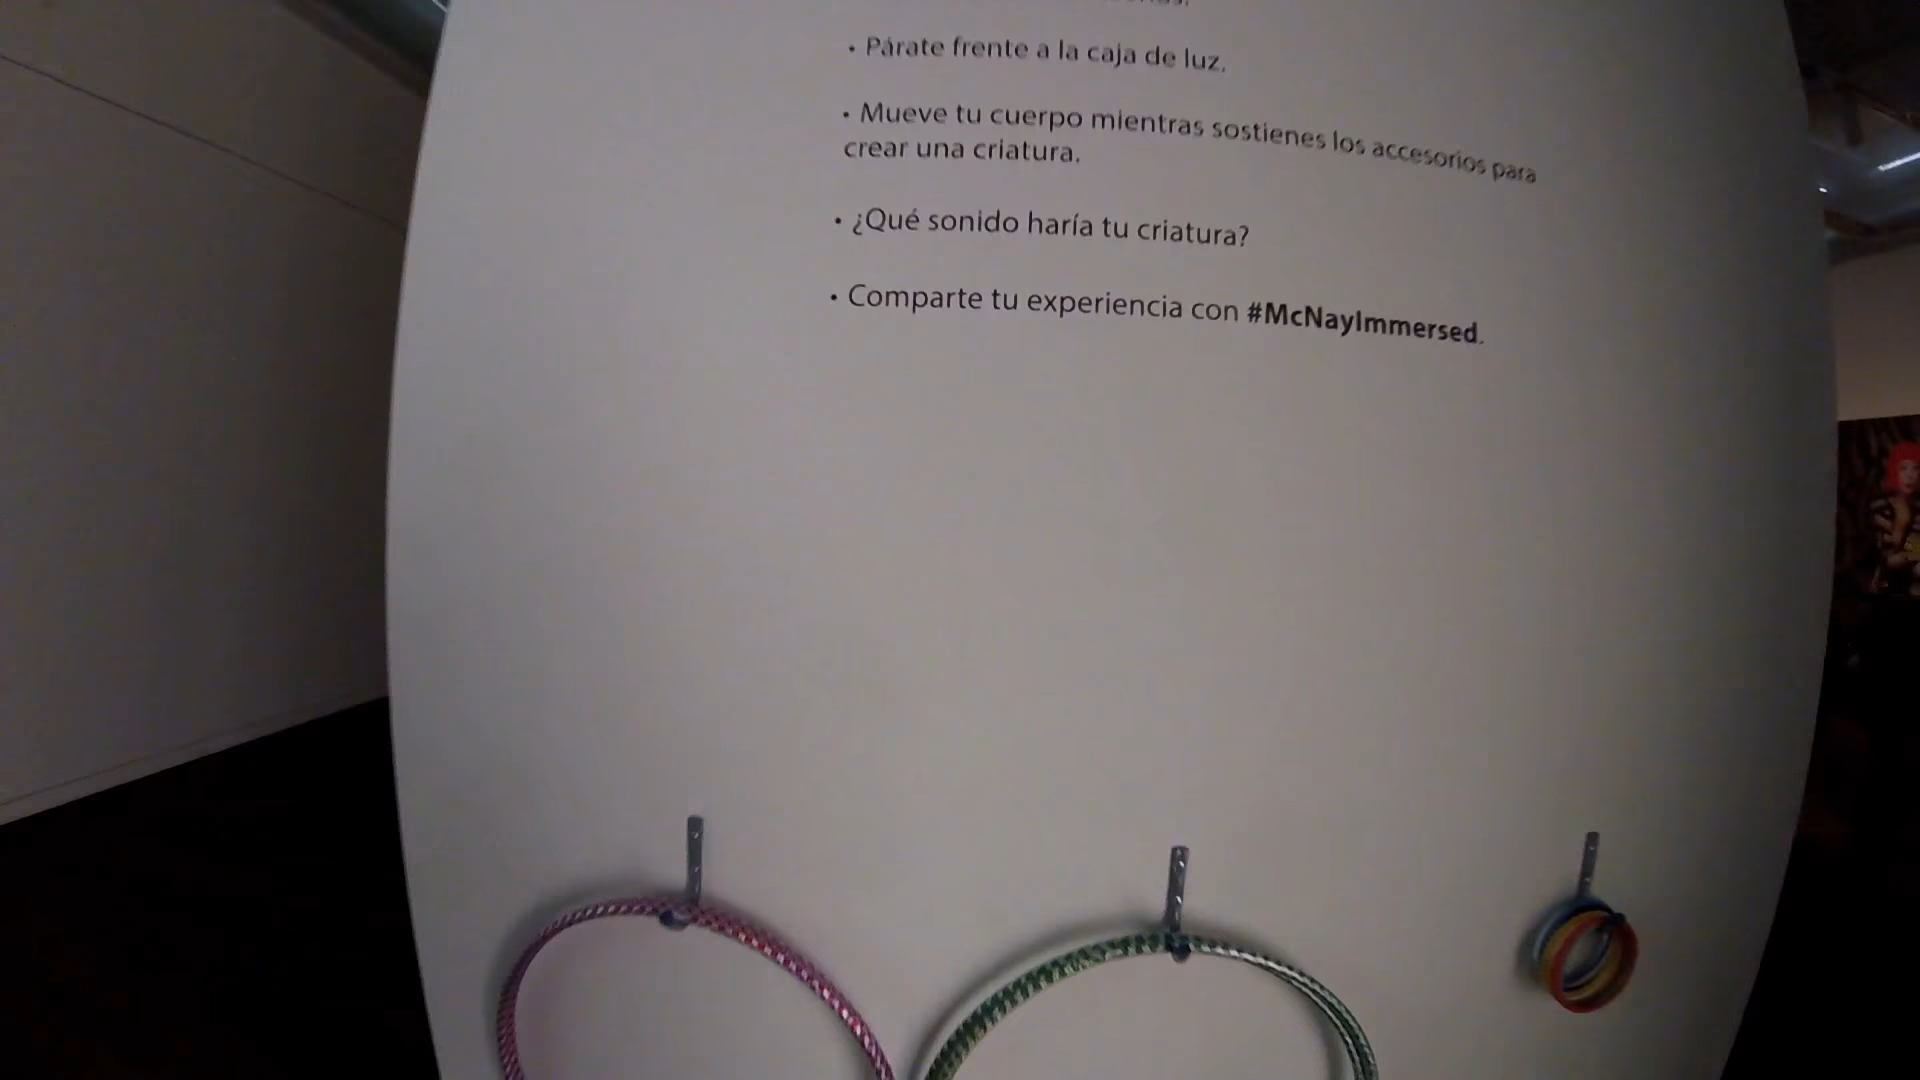 • Párate frente a la caja de luz.
• Mueve tu cuerpo mientras sostienes los accesorios para
crear una criatura.
• ¿Qué sonido haría tu criatura?
• Comparte tu experiencia con #McNayImmersed.